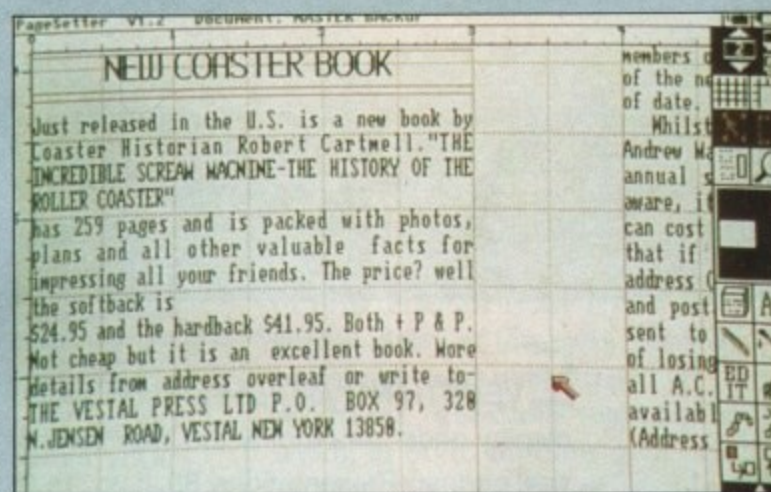 PageSetter V1.2 Document: MASTER BACKUP
NEW COASTER BOOK
Just released in the U.S. is a new book by
Coaster Historian Robert Cartmell."THE
INCREDIBLE SCREAM MACHINE-THE HISTORY OF THE
ROLLER COASTER"
has 259 pages and is packed with photos,
plans and all other valuable facts for
impressing all your friends. The price? well
the softback is
$24.95 and the hardback $41.95. Both + P & P.
Not cheap but it is an excellent book. More
details from address overleaf or write to-
THE VESTAL PRESS LTD P.O. BOX 97, 320
N.JENSEN ROAD, VESTAL NEW YORK 13850.
members
of the
of date.
Whilst
Andrew
annual
aware,
can cost
that if
address
and post
sent to
of losing
all A.C.
(Address
ED
IT